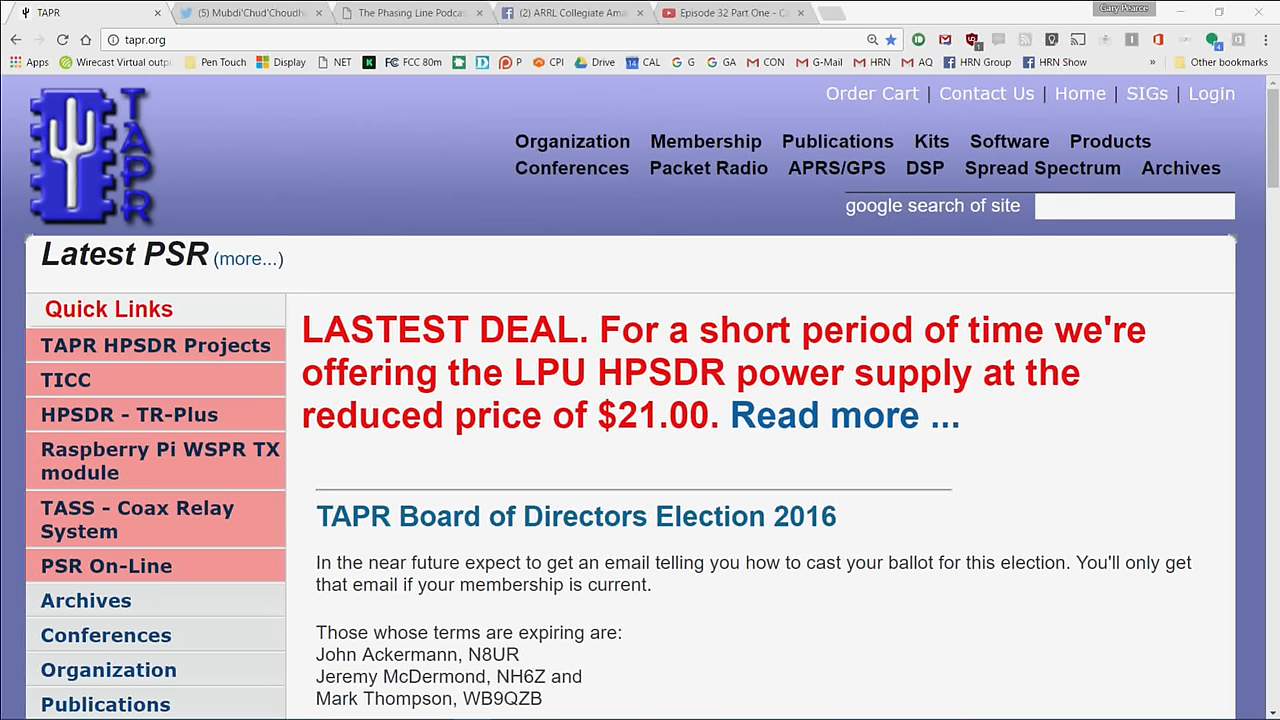 TAPR
(5) Mubdi'Chud'Choudh
The Phasing Line Podcas
(2) ARRL Collegiate Ama
Episode 32 Part One - C
Gary Pearce
tapr.org
Apps
Wirecast Virtual outp
Pen Touch
Display
NET
K
FCC 80m
P
CPI
Drive
14 CAL
G
GA
CON
G-Mail
HRN
AQ
HRN Group
HRN Show
»
Other bookmarks
TAPR
Order Cart | Contact Us | Home | SIGs | Login
Organization Membership Publications Kits Software Products
Conferences Packet Radio APRS/GPS DSP Spread Spectrum Archives
google search of site
Latest PSR (more...)
Quick Links
TAPR HPSDR Projects
TICC
HPSDR - TR-Plus
Raspberry Pi WSPR TX
module
TASS - Coax Relay
System
PSR On-Line
Archives
Conferences
Organization
Publications
LASTEST DEAL. For a short period of time we're
offering the LPU HPSDR power supply at the
reduced price of $21.00. Read more ...
TAPR Board of Directors Election 2016
In the near future expect to get an email telling you how to cast your ballot for this election. You'll only get
that email if your membership is current.
Those whose terms are expiring are:
John Ackermann, N8UR
Jeremy McDermond, NH6Z and
Mark Thompson, WB9QZB